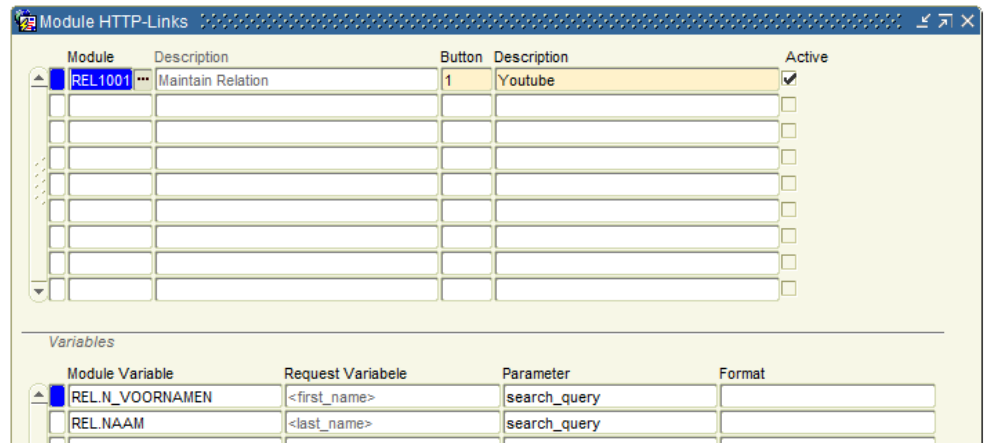 Module HTTP-Links
Module Description Button Description Active
REL1001 ... Maintain Relation 1 Youtube
Variables
Module Variable Request Variabele Parameter Format
REL.N_VOORNAMEN <first_name> search_query
REL.NAAM <last_name> search_query